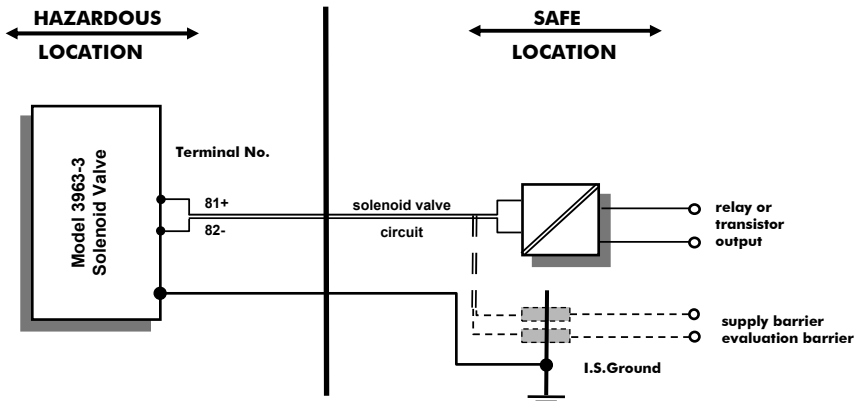 HAZARDOUS
LOCATION
SAFE
LOCATION
Model 3963-3
Solenoid Valve
Terminal No.
81+
82-
solenoid valve
circuit
relay or
transistor
output
supply barrier
evaluation barrier
I.S.Ground